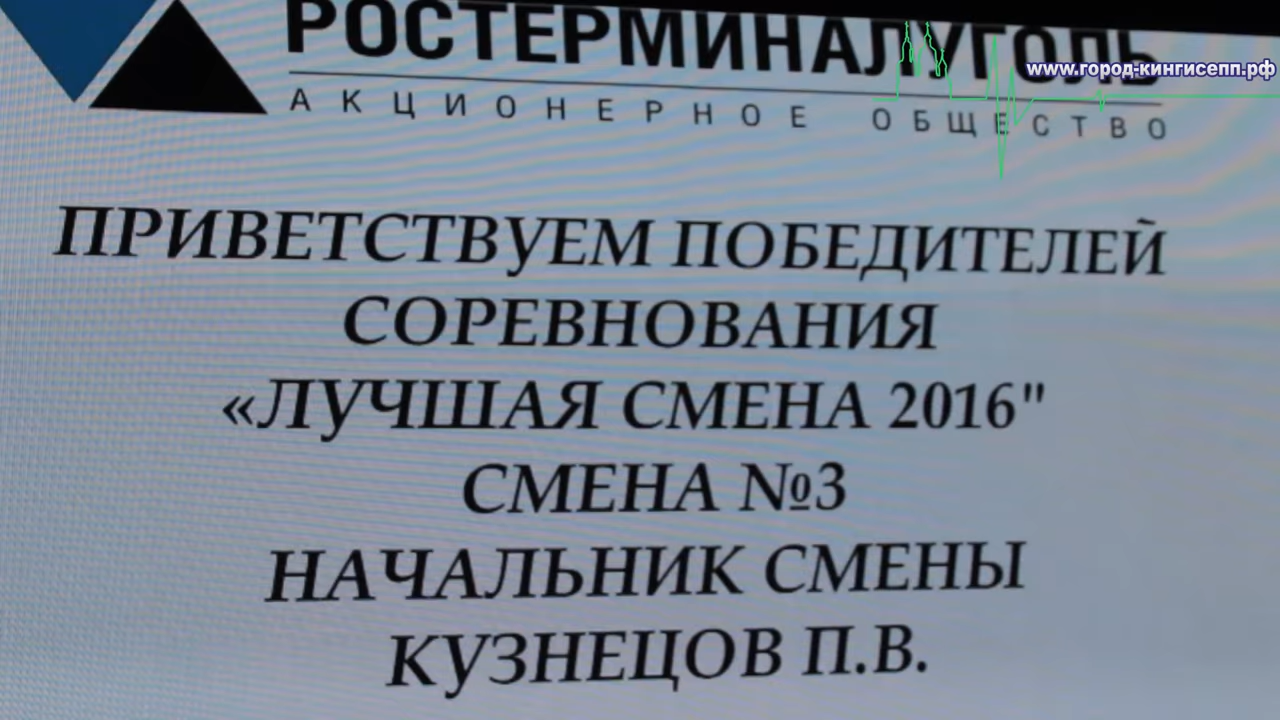 РОСТЕРМИНАЛУГОЛЬ
www.город-кингисепп.рф
АКЦИОНЕРНОЕ ОБЩЕСТВО
ПРИВЕТСТВУЕМ ПОБЕДИТЕЛЕЙ
СОРЕВНОВАНИЯ
«ЛУЧШАЯ СМЕНА 2016"
СМЕНА №3
НАЧАЛЬНИК СМЕНЫ
КУЗНЕЦОВ П.В.